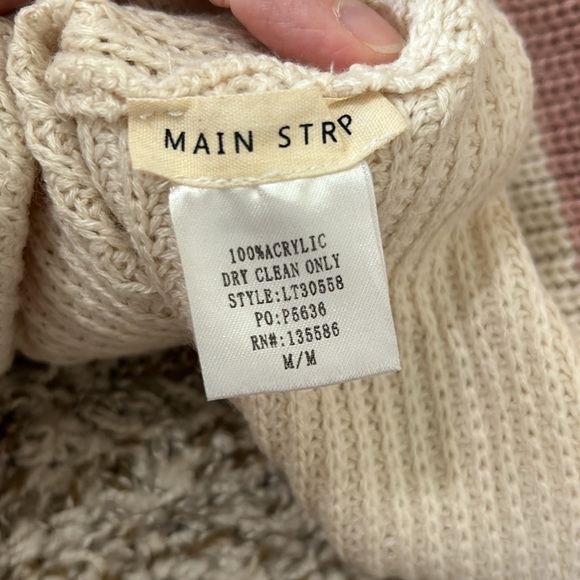 MAIN STRP
100%ACRYLIC
DRY CLEAN ONLY
STYLE:LT30558
PO:P5636
RN#:135586
M/M